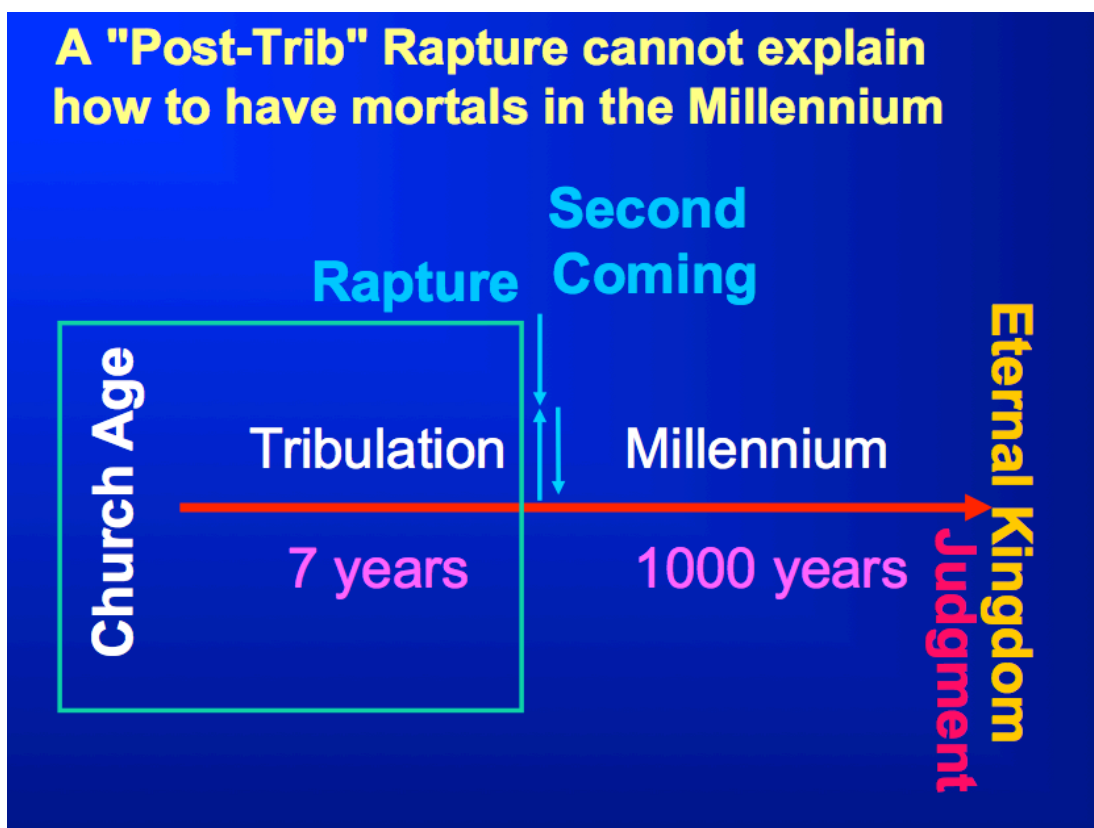 A "Post-Trib" Rapture cannot explain
how to have mortals in the Millennium
Second
Coming
Rapture
Church Age
Tribulation
Millennium
7 years
1000 years
Judgment
Eternal Kingdom